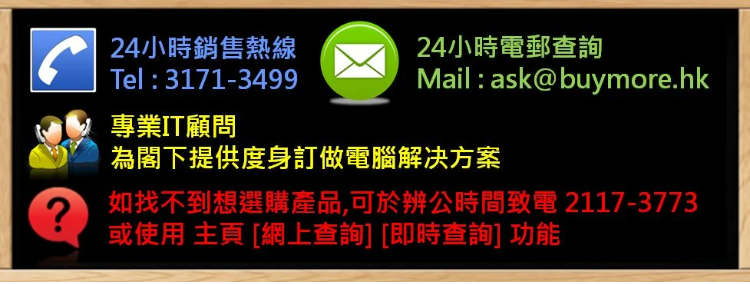 24小時銷售熱線
Tel : 3171-3499
24小時電郵查詢
Mail : ask@buymore.hk
專業IT顧問
為閣下提供度身訂做電腦解決方案
如找不到想選購產品,可於辨公時間致電 2117-3773
或使用 主頁 [網上查詢] [即時查詢] 功能